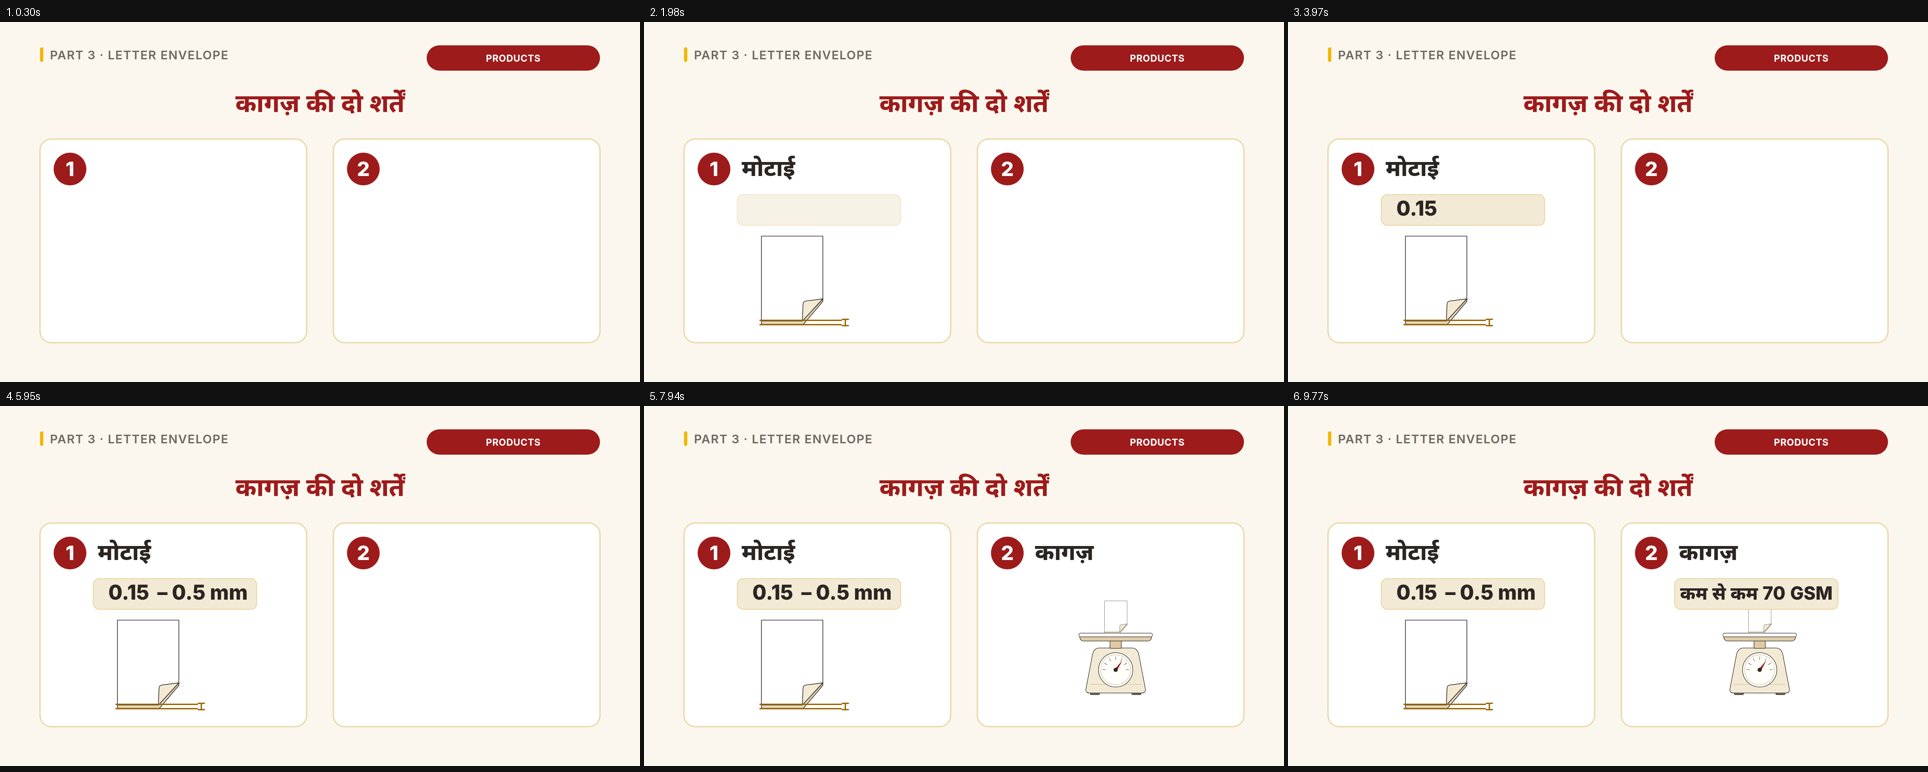 1. 0.30s
PART 3 · LETTER ENVELOPE
PRODUCTS
कागज़ की दो शर्तें
1
2
2. 1.98s
PART 3 · LETTER ENVELOPE
PRODUCTS
कागज़ की दो शर्तें
1 मोटाई
2
3. 3.97s
PART 3 · LETTER ENVELOPE
PRODUCTS
कागज़ की दो शर्तें
1 मोटाई
0.15
2
4. 5.95s
PART 3 · LETTER ENVELOPE
PRODUCTS
कागज़ की दो शर्तें
1 मोटाई
0.15 – 0.5 mm
2
5. 7.94s
PART 3 · LETTER ENVELOPE
PRODUCTS
कागज़ की दो शर्तें
1 मोटाई
0.15 – 0.5 mm
2 कागज़
6. 9.77s
PART 3 · LETTER ENVELOPE
PRODUCTS
कागज़ की दो शर्तें
1 मोटाई
0.15 – 0.5 mm
2 कागज़
कम से कम 70 GSM